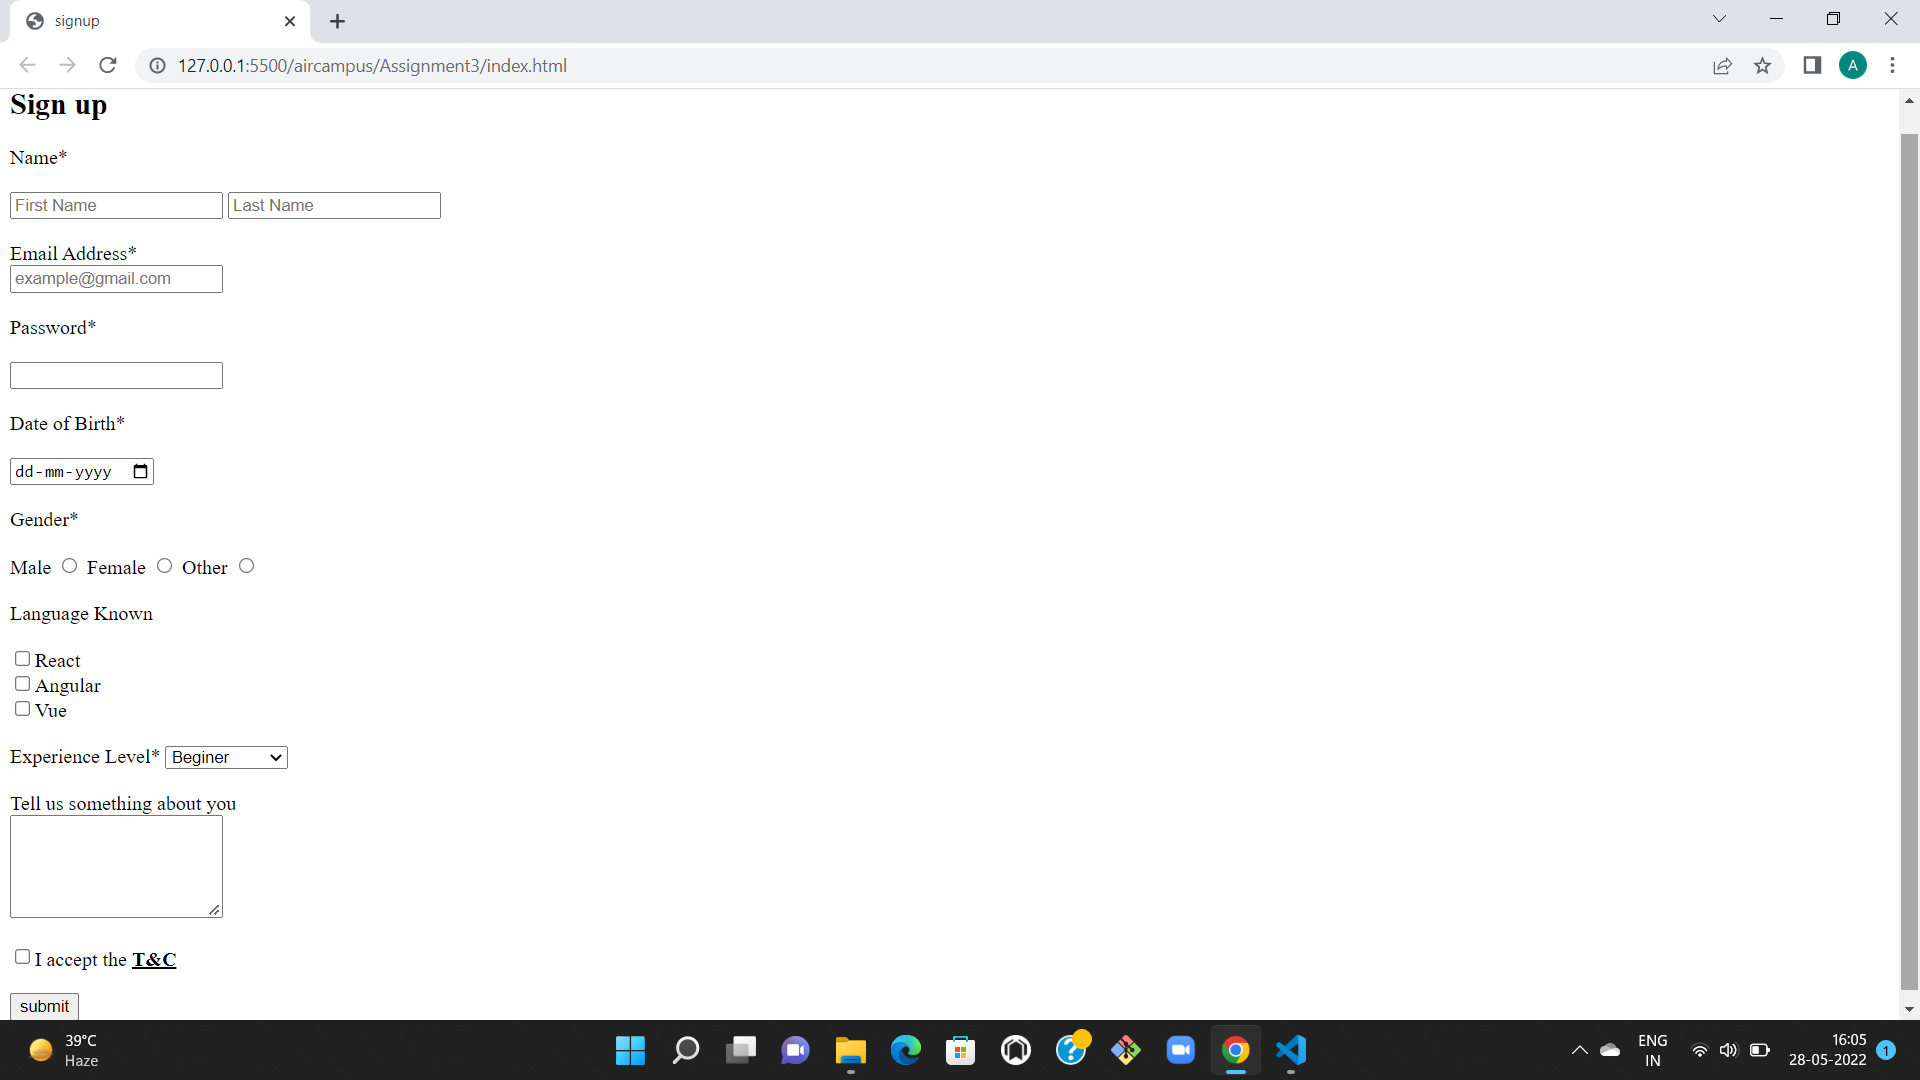 signup
127.0.0.1:5500/aircampus/Assignment3/index.html
A
Sign up
Name*
First Name Last Name
Email Address*
example@gmail.com
Password*
Date of Birth*
dd-mm-yyyy
Gender*
Male Female Other
Language Known
React
Angular
Vue
Experience Level* Beginer
Tell us something about you
I accept the T&C
submit
39°C
Haze
ENG
IN
16:05
28-05-2022
1